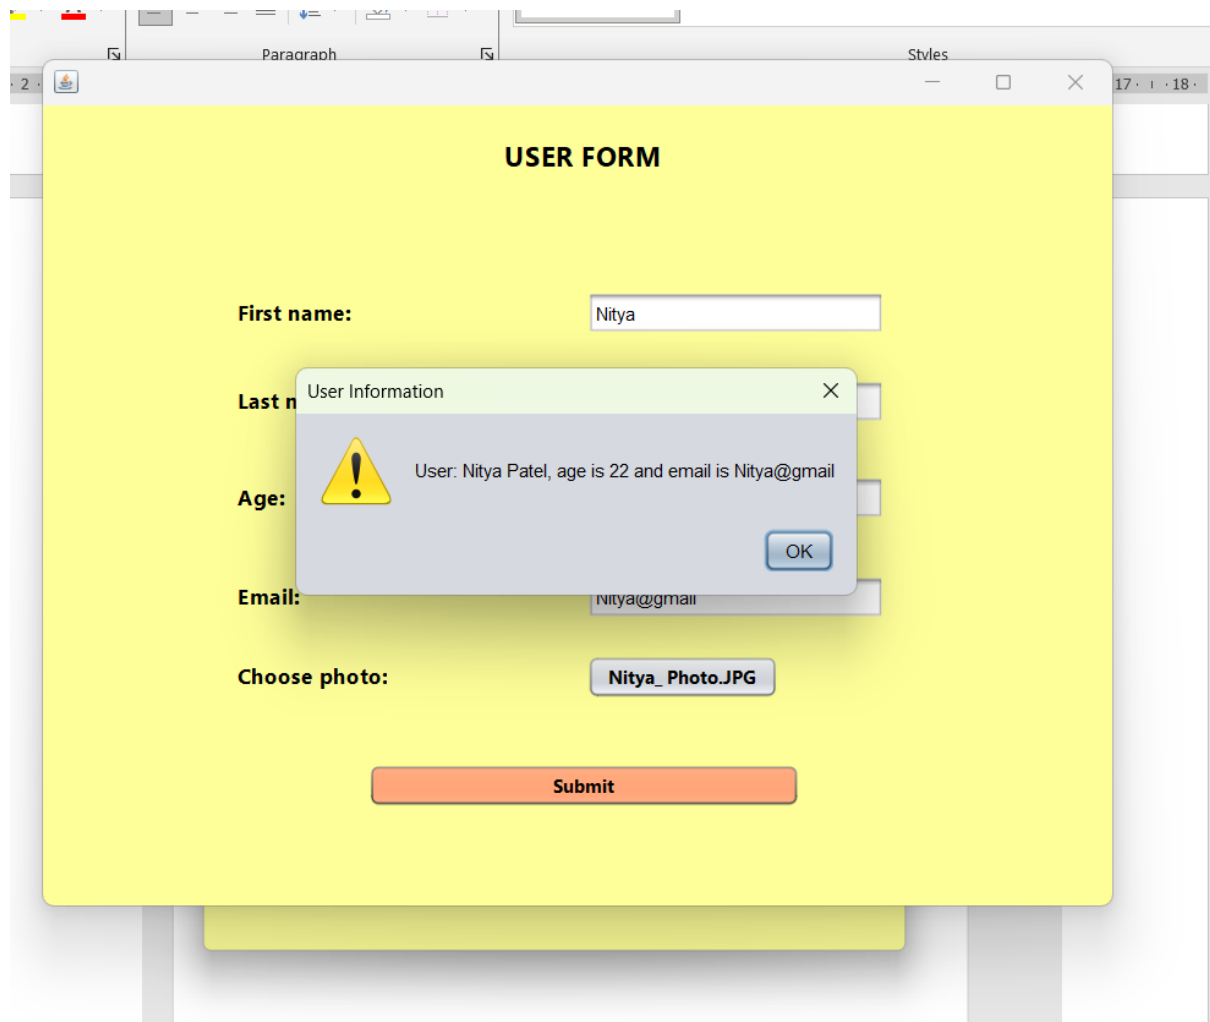 Paragraph
Styles
· 2 ·
17 · ı · 18 ·
USER FORM
First name:
Nitya
User Information
Last n
User: Nitya Patel, age is 22 and email is Nitya@gmail
Age:
OK
Email:
Nitya@gmail
Choose photo:
Nitya_ Photo.JPG
Submit